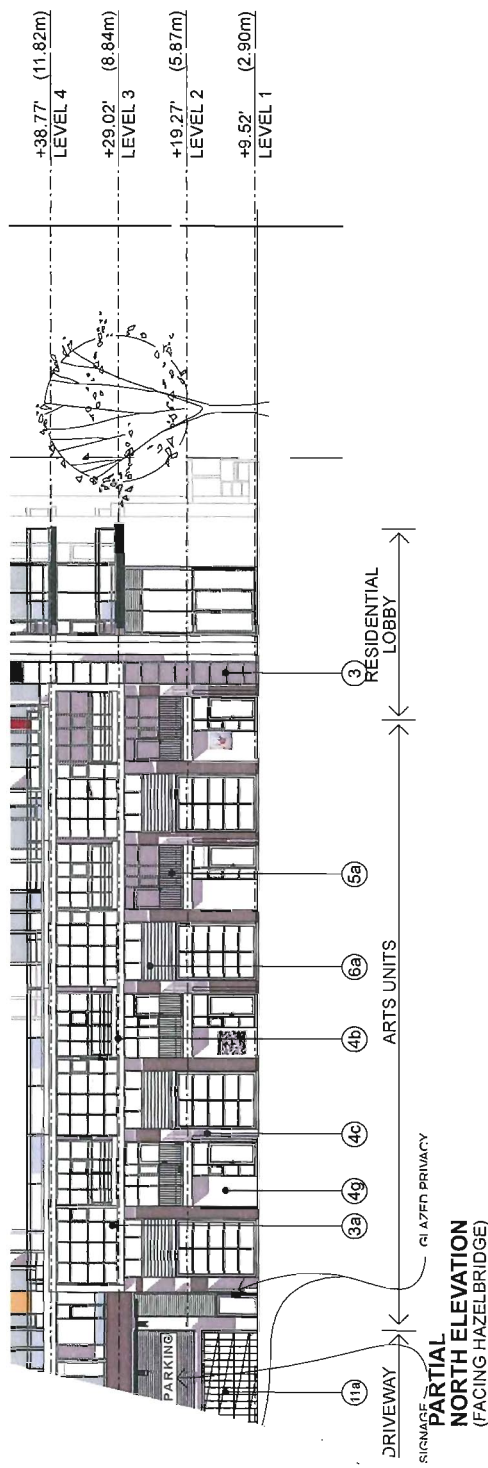 +38.77' (11.82m)
LEVEL 4
+29.02' (8.84m)
LEVEL 3
+19.27' (5.87m)
LEVEL 2
+9.52' (2.90m)
LEVEL 1
PARKING
11a
3a
4g
4c
4b
6a
5a
3
DRIVEWAY
ARTS UNITS
RESIDENTIAL
LOBBY
SIGNAGE
GLAZED PRIVACY
PARTIAL
NORTH ELEVATION
(FACING HAZELBRIDGE)